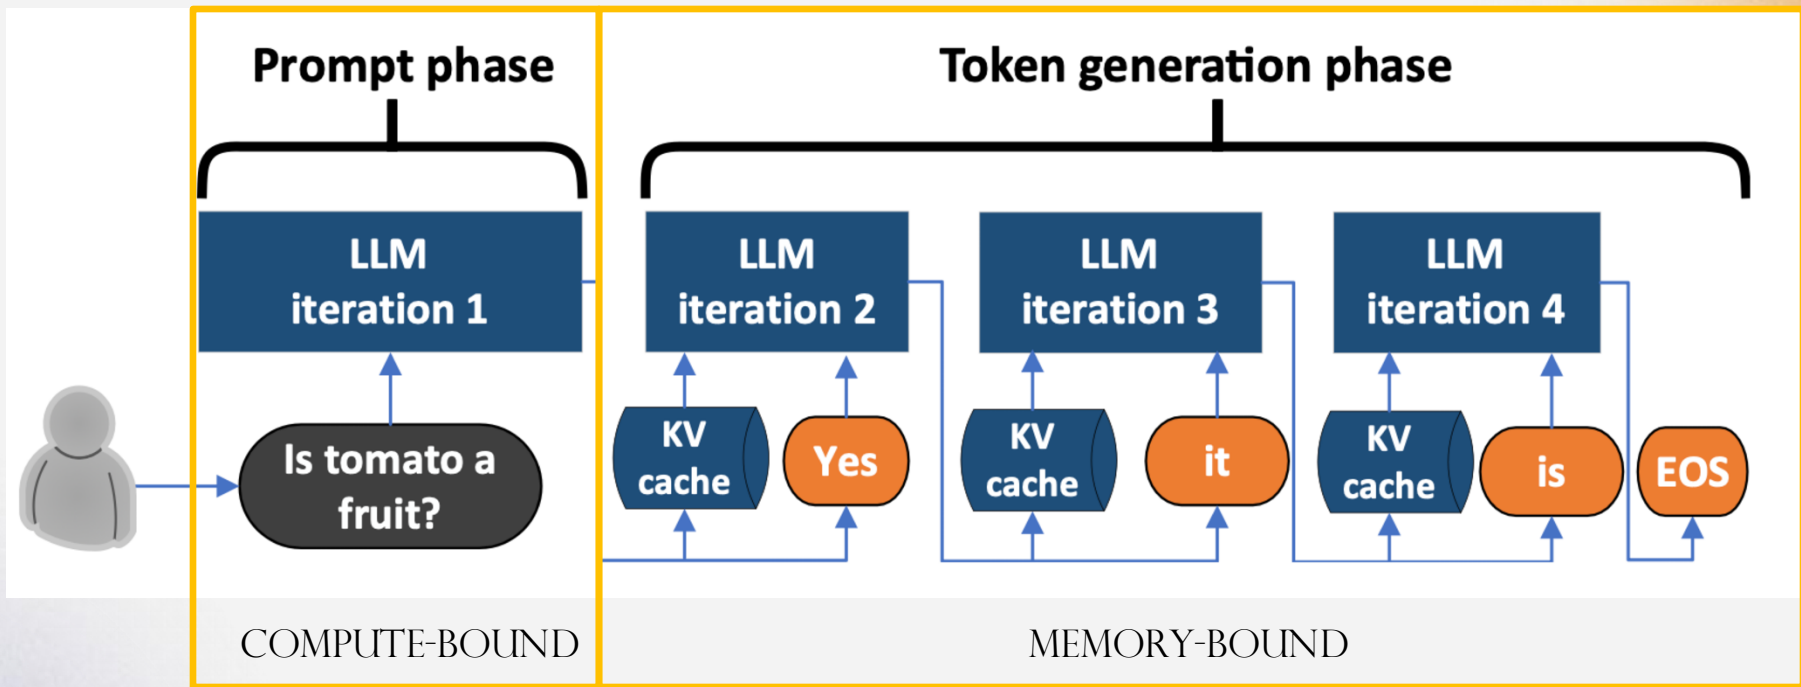 Prompt phase
Token generation phase
LLM
iteration 1
LLM
iteration 2
LLM
iteration 3
LLM
iteration 4
Is tomato a
fruit?
KV
cache
Yes
KV
cache
it
KV
cache
is
EOS
COMPUTE-BOUND
MEMORY-BOUND